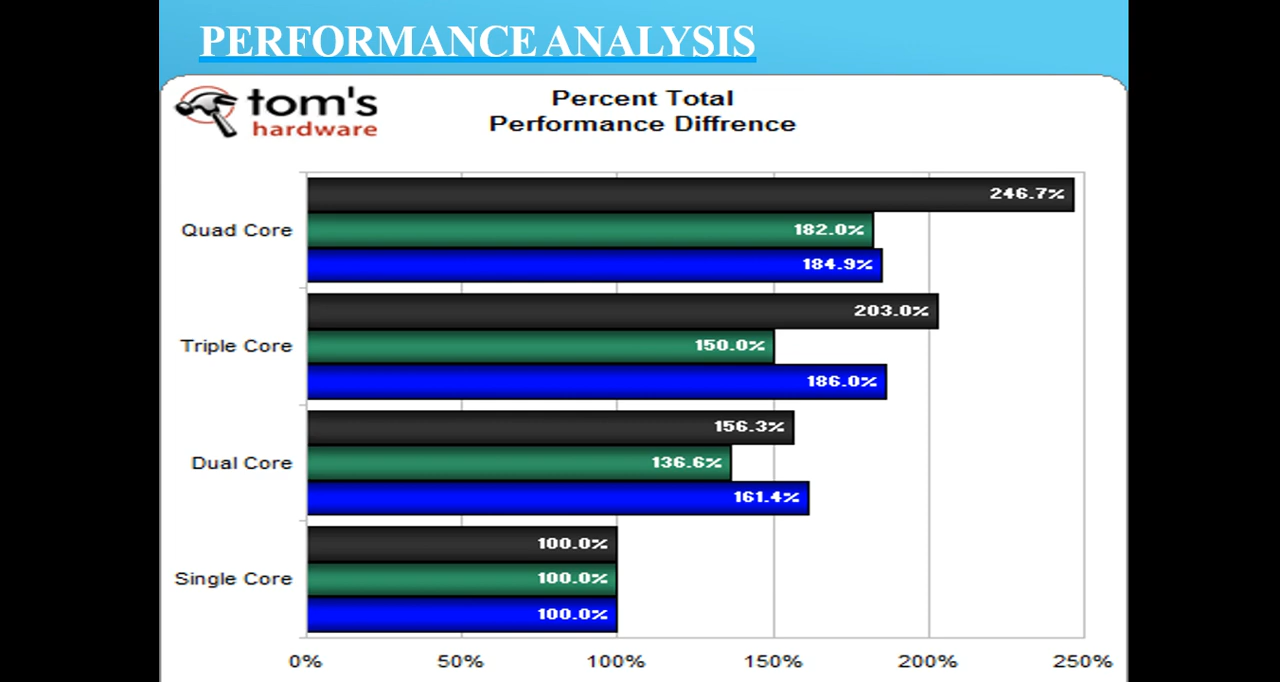 PERFORMANCE ANALYSIS
tom's
hardware
Percent Total
Performance Diffrence
Quad Core
246.7%
182.0%
184.9%
Triple Core
203.0%
150.0%
186.0%
Dual Core
156.3%
136.6%
161.4%
Single Core
100.0%
100.0%
100.0%
0% 50% 100% 150% 200% 250%